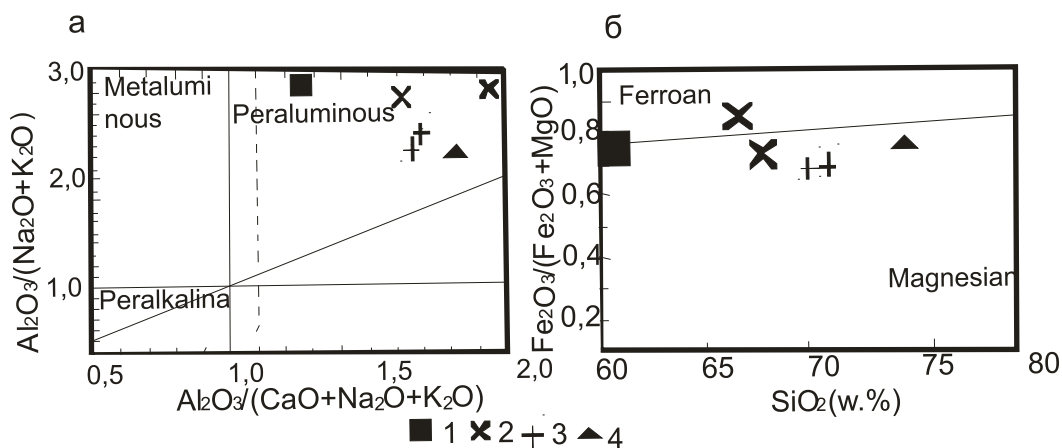 а
3,0
2,0
1,0
Metalumi
nous
Peraluminous
Peralkalina
Al2O3/(Na2O+K2O)
0,5 1,0 1,5 2,0
Al2O3/(CaO+Na2O+K2O)
б
1,0
0,8
0,6
0,4
0,2
Ferroan
Magnesian
Fe2O3/(Fe2O3+MgO)
60 65 70 75 80
SiO2(w.%)
1 2 3 4